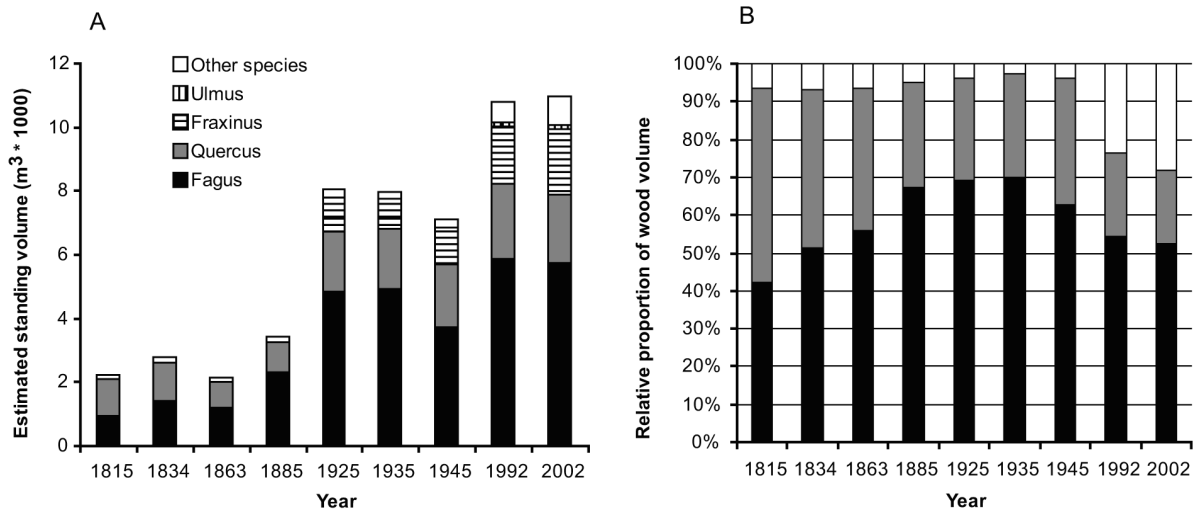 A
Estimated standing volume (m³ * 1000)
12
10
8
6
4
2
0
Other species
Ulmus
Fraxinus
Quercus
Fagus
1815 1834 1863 1885 1925 1935 1945 1992 2002
Year
B
Relative proportion of wood volume
100%
90%
80%
70%
60%
50%
40%
30%
20%
10%
0%
1815 1834 1863 1885 1925 1935 1945 1992 2002
Year